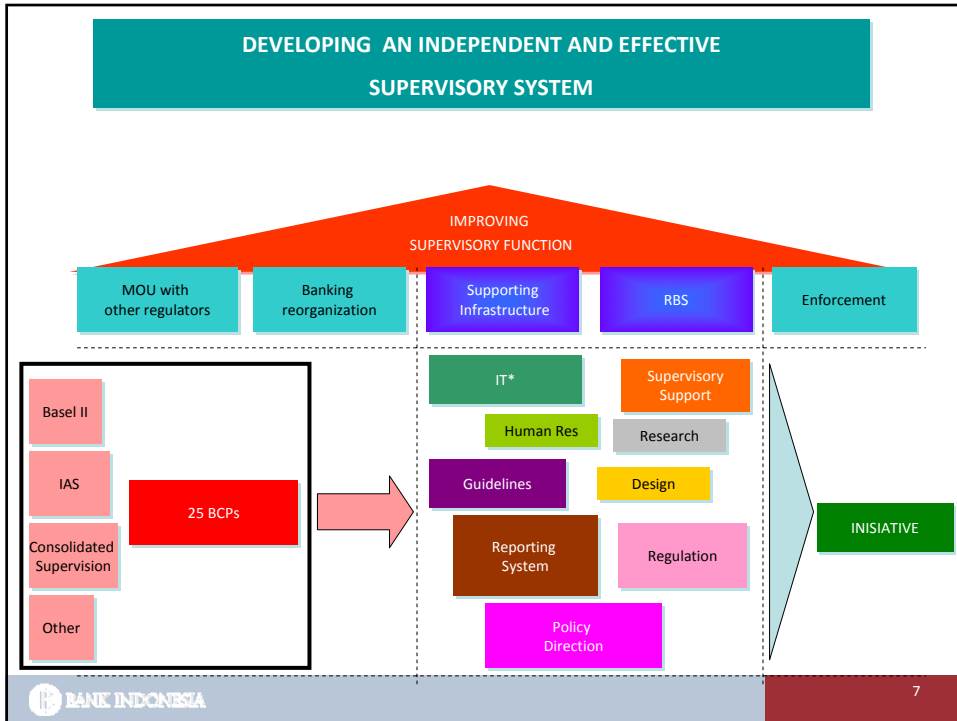 DEVELOPING AN INDEPENDENT AND EFFECTIVE
SUPERVISORY SYSTEM
IMPROVING
SUPERVISORY FUNCTION
MOU with
other regulators
Banking
reorganization
Supporting
Infrastructure
RBS
Enforcement
Basel II
IAS
Consolidated
Supervision
Other
25 BCPs
IT*
Supervisory
Support
Human Res
Research
Guidelines
Design
Reporting
System
Regulation
Policy
Direction
INISIATIVE
BANK INDONESIA
7